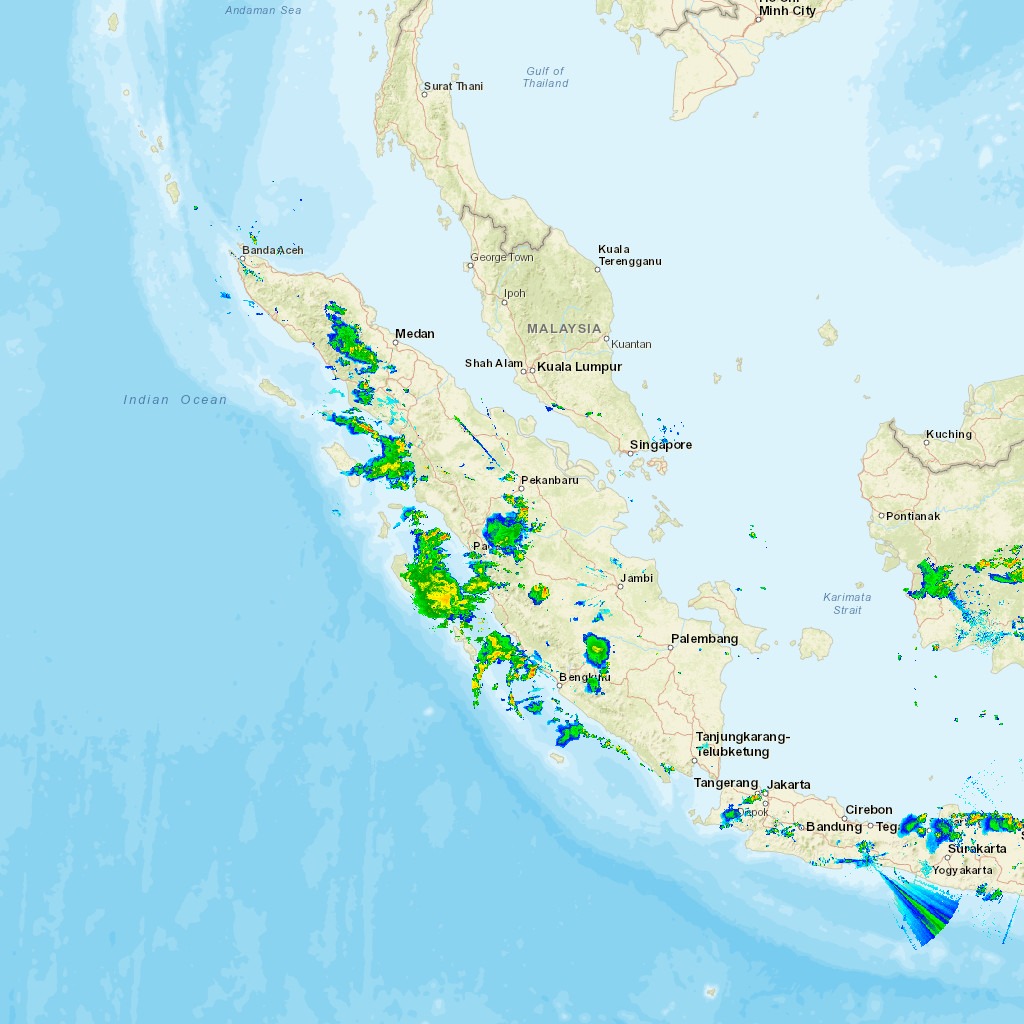 Andaman Sea
Minh City
Gulf of
Thailand
Surat Thani
Banda Aceh
George Town
Kuala
Terengganu
Ipoh
MALAYSIA
Kuantan
Medan
Shah Alam
Kuala Lumpur
Indian Ocean
Singapore
Kuching
Pekanbaru
Pontianak
Jambi
Karimata
Strait
Palembang
Bengkulu
Tanjungkarang-
Telubketung
Tangerang
Jakarta
Depok
Cirebon
Bandung
Teg
Surakarta
Yogyakarta